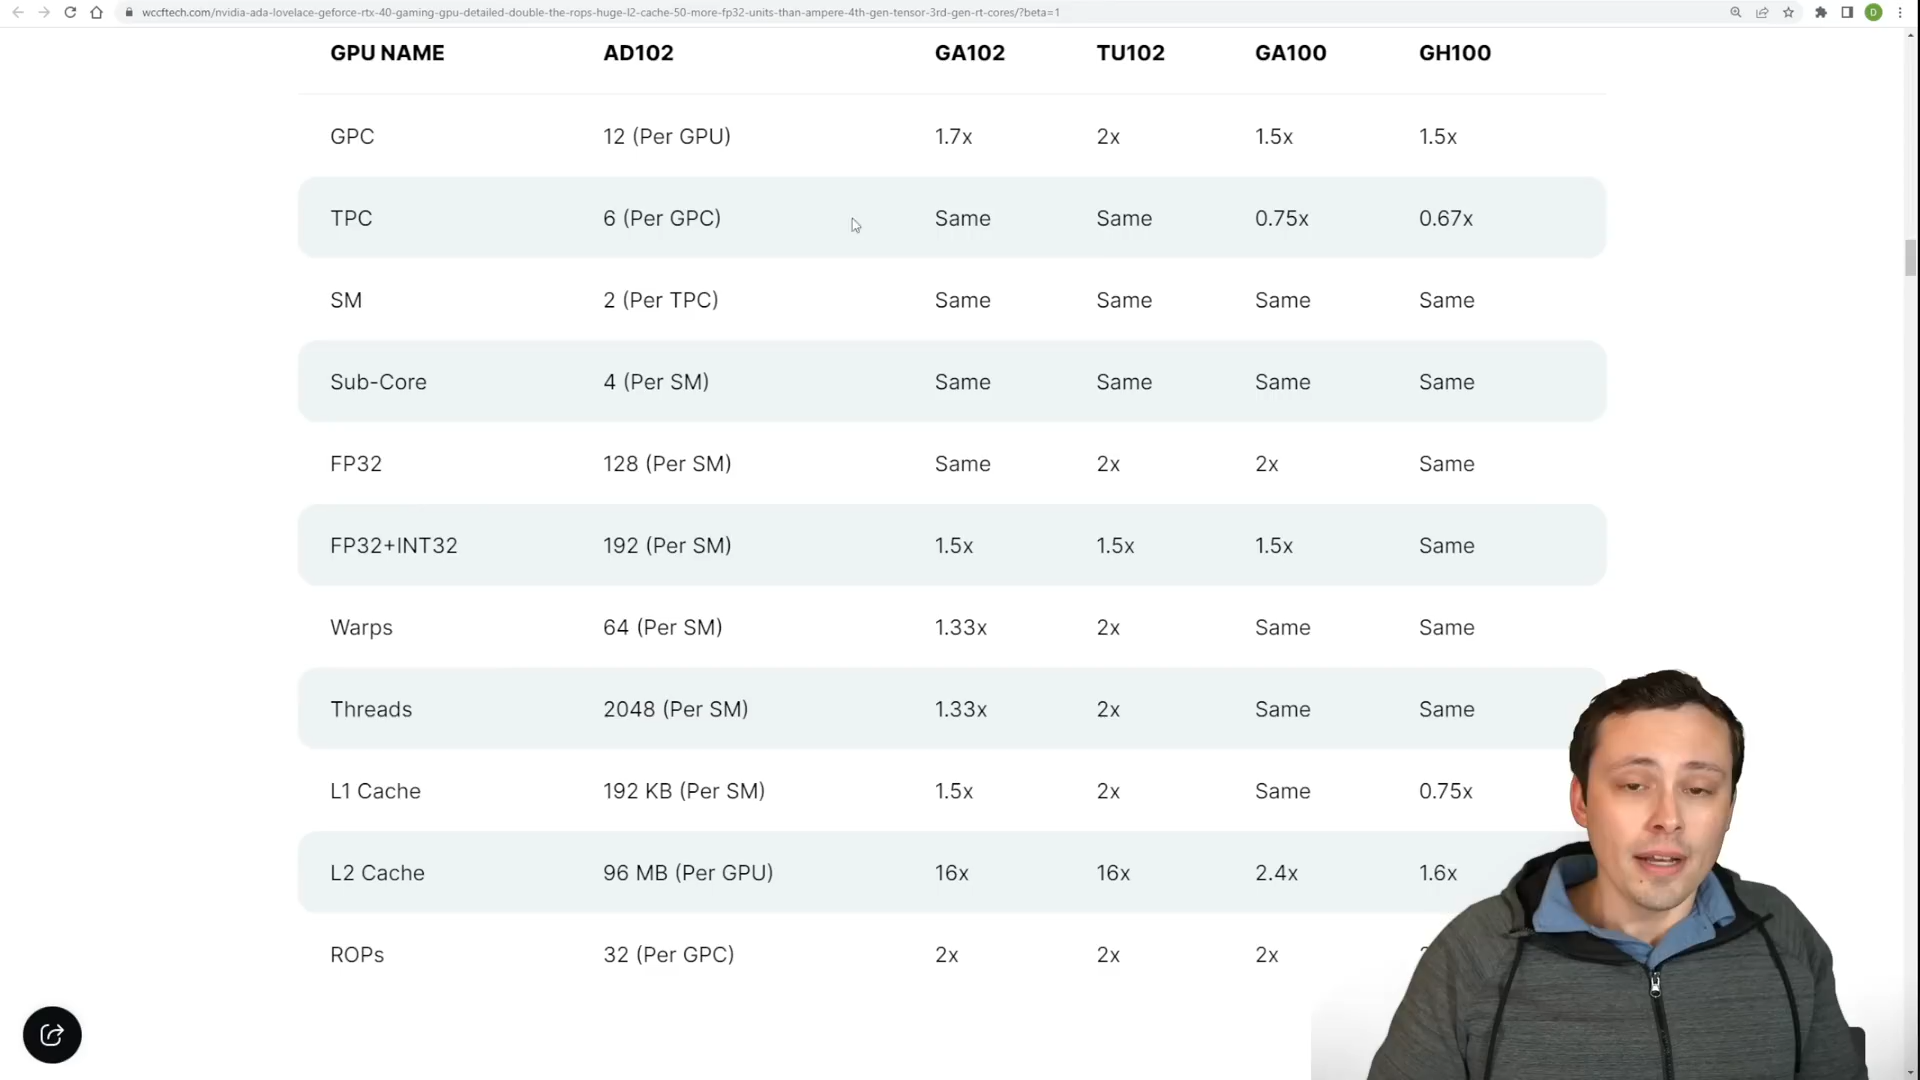 wccftech.com/nvidia-ada-lovelace-geforce-rtx-40-gaming-gpu-detailed-double-the-rops-huge-l2-cache-50-more-fp32-units-than-ampere-4th-gen-tensor-3rd-gen-rt-cores/?beta=1
D
GPU NAME AD102 GA102 TU102 GA100 GH100
GPC 12 (Per GPU) 1.7x 2x 1.5x 1.5x
TPC 6 (Per GPC) Same Same 0.75x 0.67x
SM 2 (Per TPC) Same Same Same Same
Sub-Core 4 (Per SM) Same Same Same Same
FP32 128 (Per SM) Same 2x 2x Same
FP32+INT32 192 (Per SM) 1.5x 1.5x 1.5x Same
Warps 64 (Per SM) 1.33x 2x Same Same
Threads 2048 (Per SM) 1.33x 2x Same Same
L1 Cache 192 KB (Per SM) 1.5x 2x Same 0.75x
L2 Cache 96 MB (Per GPU) 16x 16x 2.4x 1.6x
ROPs 32 (Per GPC) 2x 2x 2x